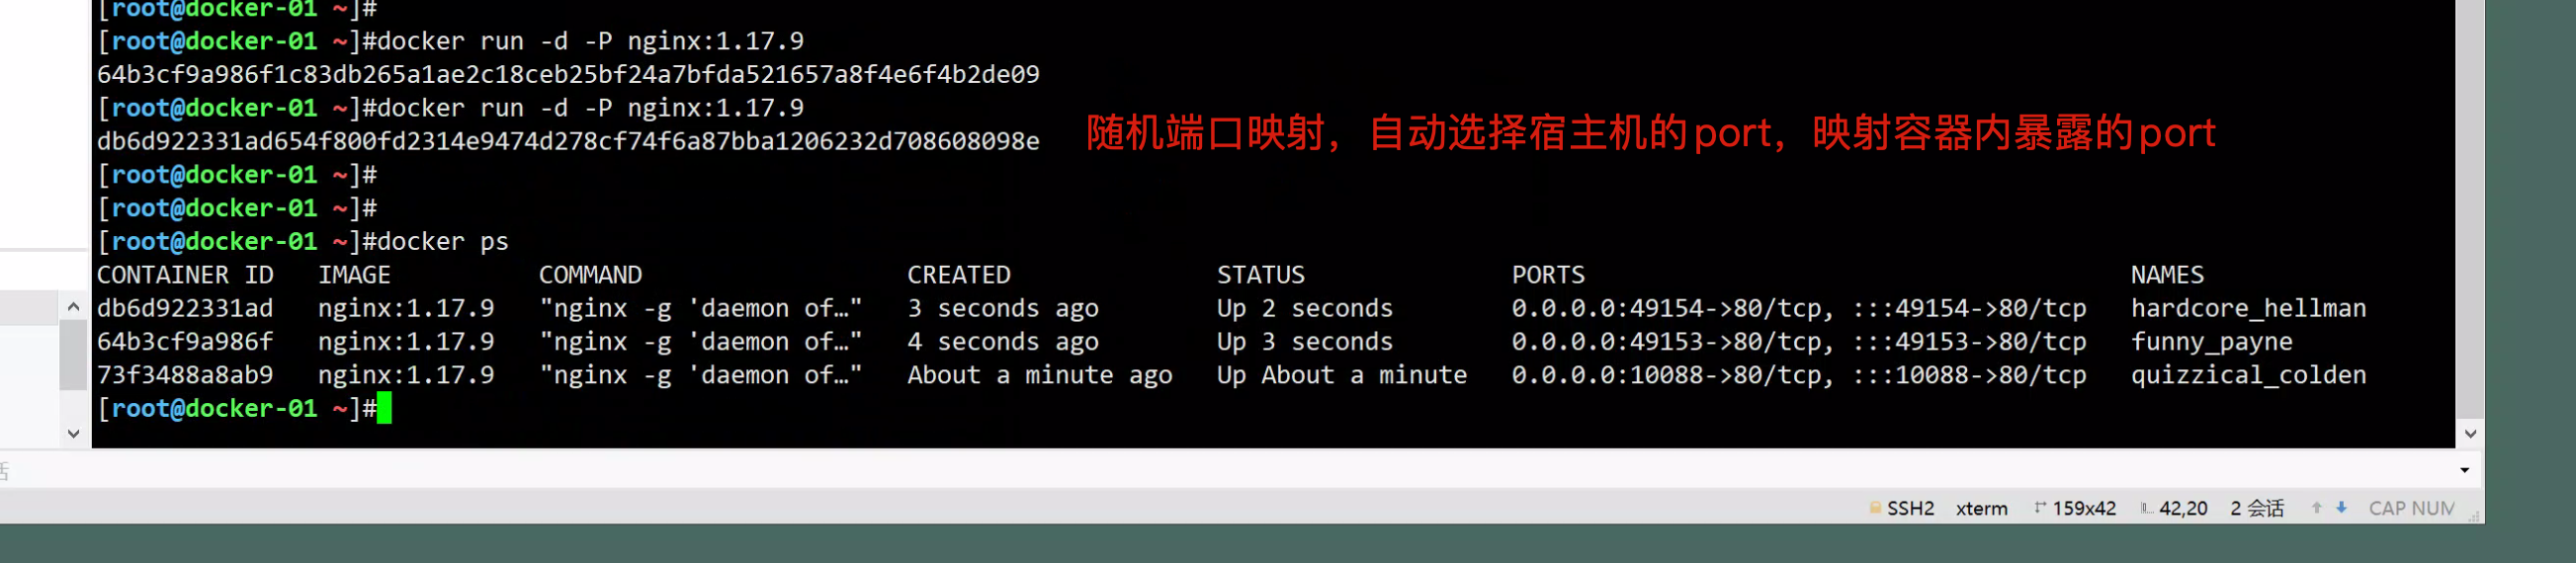 [root@docker-01 ~]#
[root@docker-01 ~]#docker run -d -P nginx:1.17.9
64b3cf9a986f1c83db265a1ae2c18ceb25bf24a7bfda521657a8f4e6f4b2de09
[root@docker-01 ~]#docker run -d -P nginx:1.17.9
db6d922331ad654f800fd2314e9474d278cf74f6a87bba1206232d708608098e
随机端口映射，自动选择宿主机的port，映射容器内暴露的port
[root@docker-01 ~]#
[root@docker-01 ~]#
[root@docker-01 ~]#docker ps
CONTAINER ID IMAGE COMMAND CREATED STATUS PORTS NAMES
db6d922331ad nginx:1.17.9 "nginx -g 'daemon of…" 3 seconds ago Up 2 seconds 0.0.0.0:49154->80/tcp, :::49154->80/tcp hardcore_hellman
64b3cf9a986f nginx:1.17.9 "nginx -g 'daemon of…" 4 seconds ago Up 3 seconds 0.0.0.0:49153->80/tcp, :::49153->80/tcp funny_payne
73f3488a8ab9 nginx:1.17.9 "nginx -g 'daemon of…" About a minute ago Up About a minute 0.0.0.0:10088->80/tcp, :::10088->80/tcp quizzical_colden
[root@docker-01 ~]#
SSH2 xterm 159x42 42,20 2 会话 CAP NUM